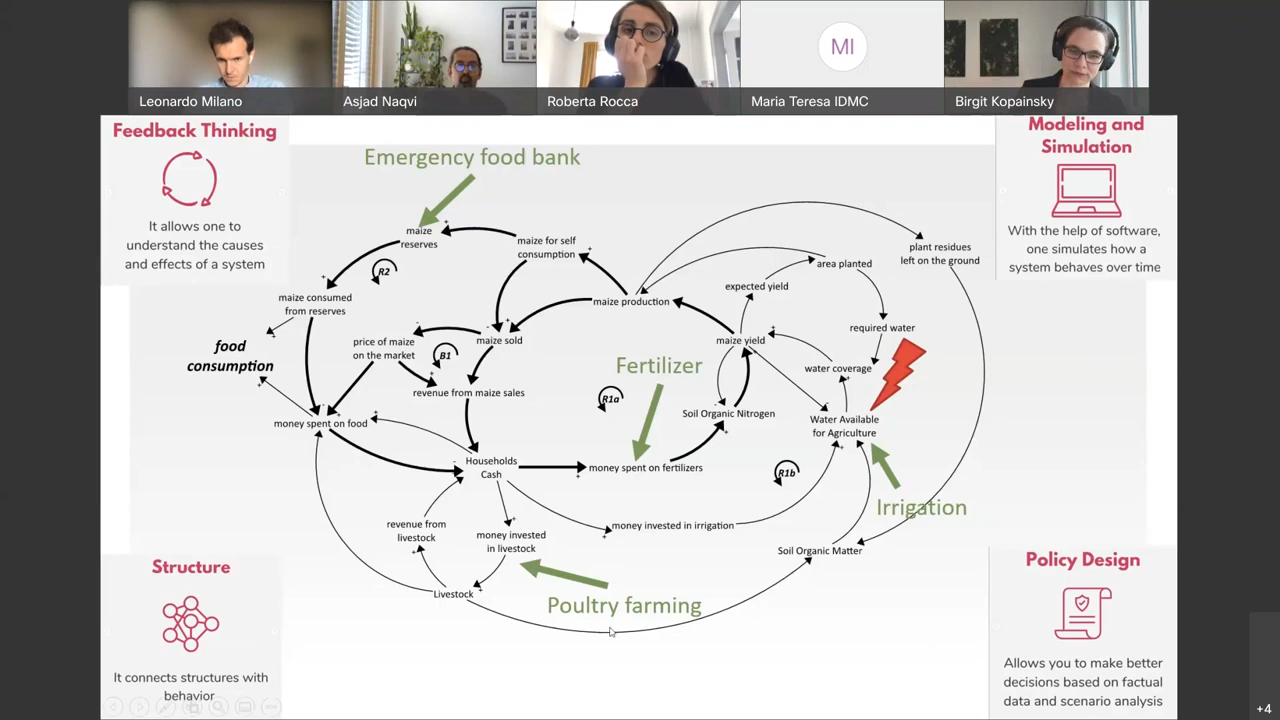 MI
Leonardo Milano
Asjad Naqvi
Roberta Rocca
Maria Teresa IDMC
Birgit Kopainsky
Feedback Thinking
It allows one to
understand the causes
and effects of a system
Modeling and
Simulation
With the help of software,
one simulates how a
system behaves over time
Emergency food bank
maize
reserves
maize for self
consumption
R2
maize consumed
from reserves
food
consumption
price of maize
on the market
B1
maize sold
revenue from maize sales
money spent on food
Households
Cash
maize production
expected yield
area planted
plant residues
left on the ground
required water
maize yield
water coverage
Fertilizer
R1a
Soil Organic Nitrogen
Water Available
for Agriculture
money spent on fertilizers
R1b
Irrigation
revenue from
livestock
money invested
in livestock
money invested in irrigation
Soil Organic Matter
Livestock
Poultry farming
Structure
It connects structures with
behavior
Policy Design
Allows you to make better
decisions based on factual
data and scenario analysis
+4